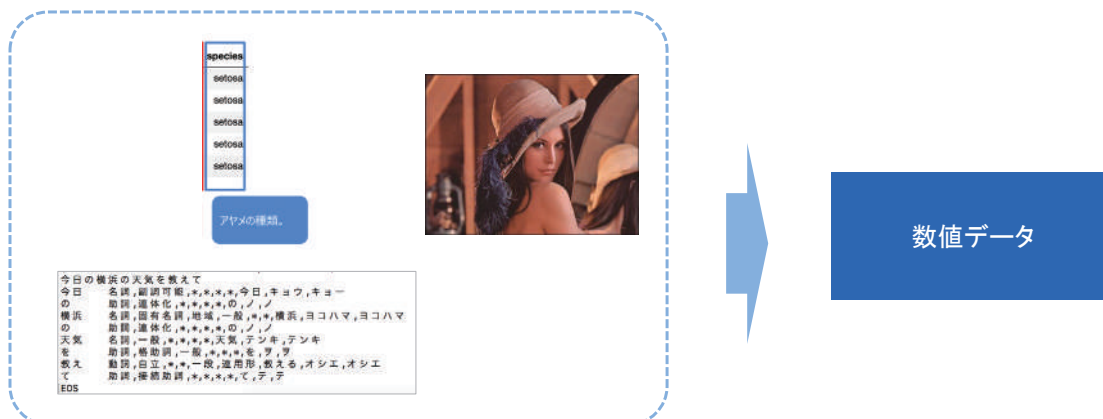 species
setosa
setosa
setosa
setosa
setosa
アヤメの種類。
数値データ
今日の横浜の天気を教えて
今日 名詞,副詞可能,*,*,*,*,今日,キョウ,キョー
の 助詞,連体化,*,*,*,*,の,ノ,ノ
横浜 名詞,固有名詞,地域,一般,*,*,横浜,ヨコハマ,ヨコハマ
の 助詞,連体化,*,*,*,*,の,ノ,ノ
天気 名詞,一般,*,*,*,*,天気,テンキ,テンキ
を 助詞,格助詞,一般,*,*,*,を,ヲ,ヲ
教え 動詞,自立,*,*,一段,連用形,教える,オシエ,オシエ
て 助詞,接続助詞,*,*,*,*,て,テ,テ
EOS